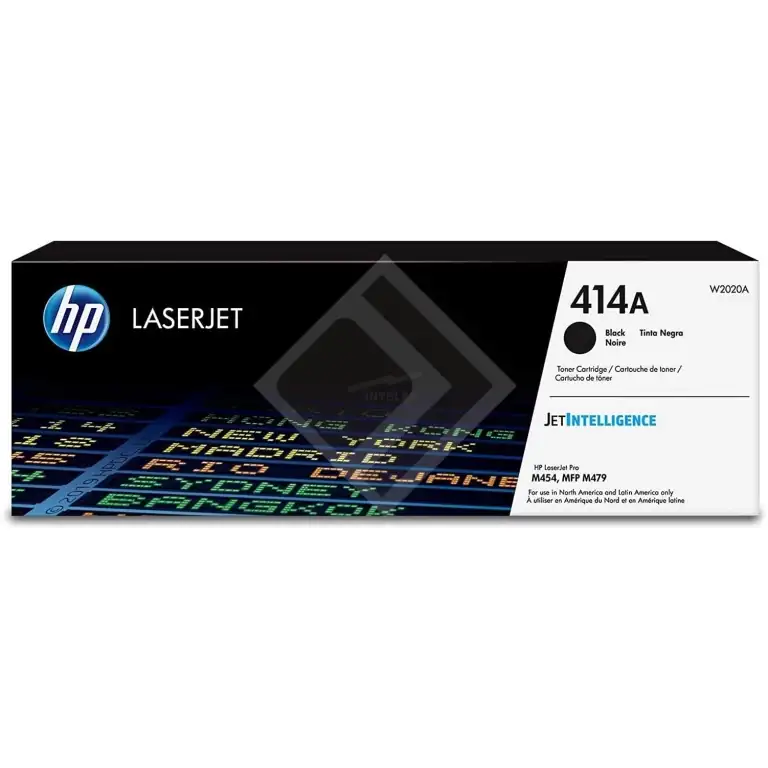 hp
LASERJET
414A
W2020A
Black Tinta Negra
Noire
Toner Cartridge / Cartouche de toner /
Cartucho de tóner
JETINTELLIGENCE
HP LaserJet Pro
M454, MFP M479
For use in North America and Latin America only
À utiliser en Amérique du Nord et en Amérique latine
HONG KONG
14 NEW YORK
13 MADRID
RIO DEJANE
SYDNEY
BANGKOK